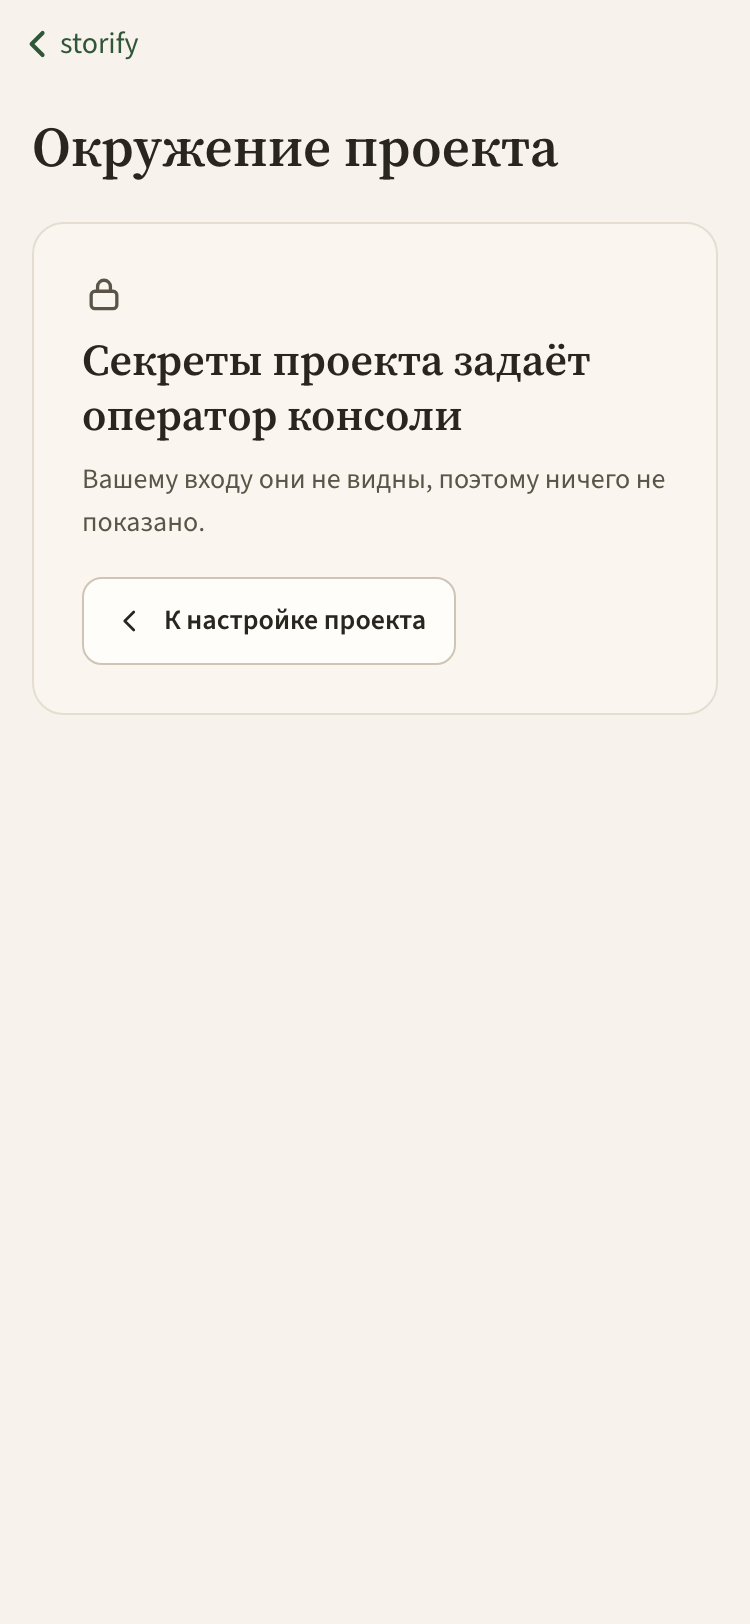 storify
Окружение проекта
Секреты проекта задаёт
оператор консоли
Вашему входу они не видны, поэтому ничего не
показано.
К настройке проекта